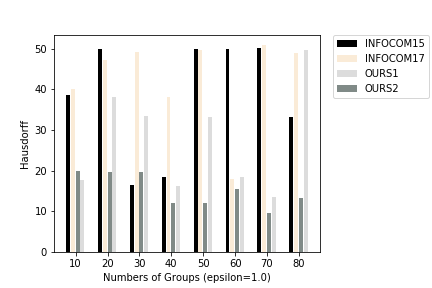 INFOCOM15
INFOCOM17
OURS1
OURS2
50
40
30
20
10
0
Hausdorff
10 20 30 40 50 60 70 80
Numbers of Groups (epsilon=1.0)